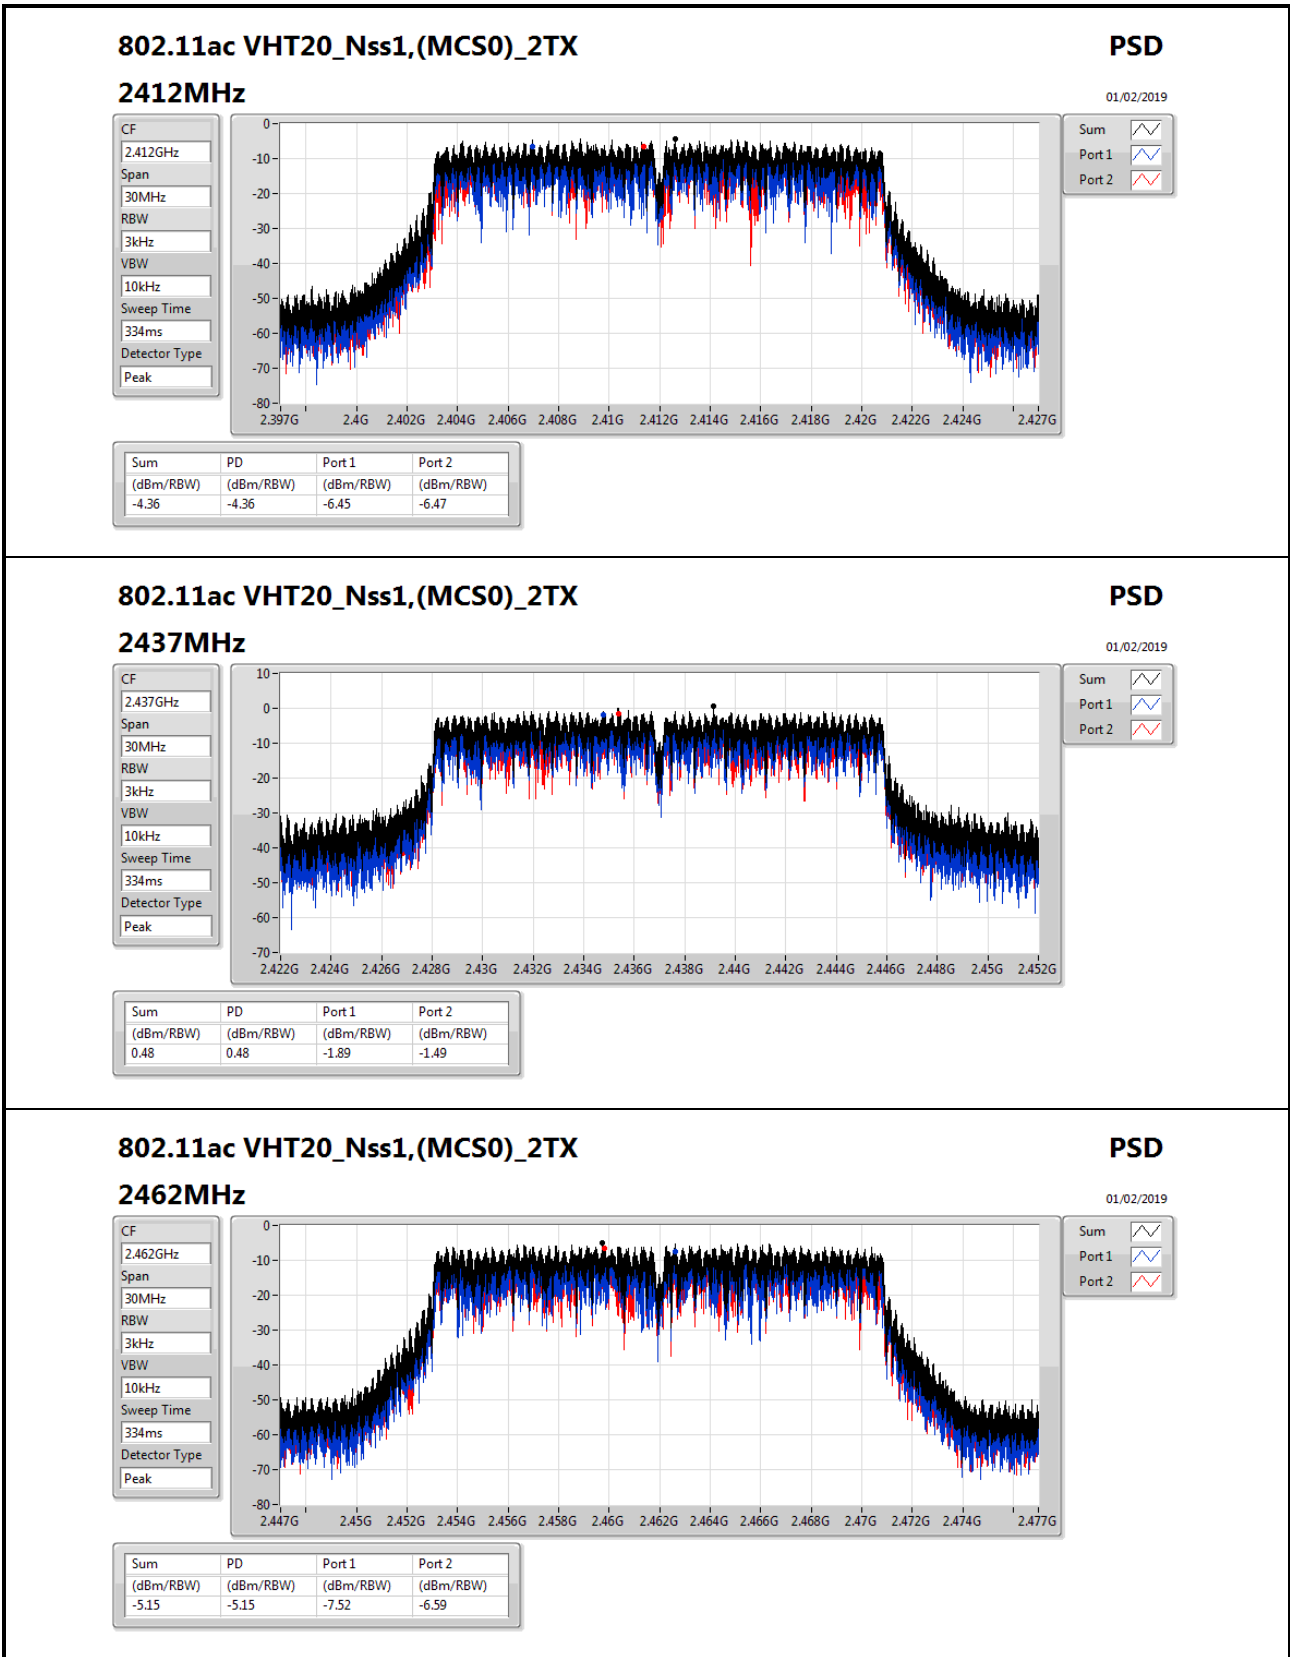 802.11ac VHT20_Nss1,(MCS0)_2TX PSD
2412MHz 01/02/2019
CF
2.412GHz
Span
30MHz
RBW
3kHz
VBW
10kHz
Sweep Time
334ms
Detector Type
Peak
0
-10
-20
-30
-40
-50
-60
-70
-80
2.397G 2.4G 2.402G 2.404G 2.406G 2.408G 2.41G 2.412G 2.414G 2.416G 2.418G 2.42G 2.422G 2.424G 2.427G
Sum
Port 1
Port 2
Sum PD Port 1 Port 2
(dBm/RBW) (dBm/RBW) (dBm/RBW) (dBm/RBW)
-4.36 -4.36 -6.45 -6.47
802.11ac VHT20_Nss1,(MCS0)_2TX PSD
2437MHz 01/02/2019
CF
2.437GHz
Span
30MHz
RBW
3kHz
VBW
10kHz
Sweep Time
334ms
Detector Type
Peak
10
0
-10
-20
-30
-40
-50
-60
-70
2.422G 2.424G 2.426G 2.428G 2.43G 2.432G 2.434G 2.436G 2.438G 2.44G 2.442G 2.444G 2.446G 2.448G 2.45G 2.452G
Sum
Port 1
Port 2
Sum PD Port 1 Port 2
(dBm/RBW) (dBm/RBW) (dBm/RBW) (dBm/RBW)
0.48 0.48 -1.89 -1.49
802.11ac VHT20_Nss1,(MCS0)_2TX PSD
2462MHz 01/02/2019
CF
2.462GHz
Span
30MHz
RBW
3kHz
VBW
10kHz
Sweep Time
334ms
Detector Type
Peak
0
-10
-20
-30
-40
-50
-60
-70
-80
2.447G 2.45G 2.452G 2.454G 2.456G 2.458G 2.46G 2.462G 2.464G 2.466G 2.468G 2.47G 2.472G 2.474G 2.477G
Sum
Port 1
Port 2
Sum PD Port 1 Port 2
(dBm/RBW) (dBm/RBW) (dBm/RBW) (dBm/RBW)
-5.15 -5.15 -7.52 -6.59